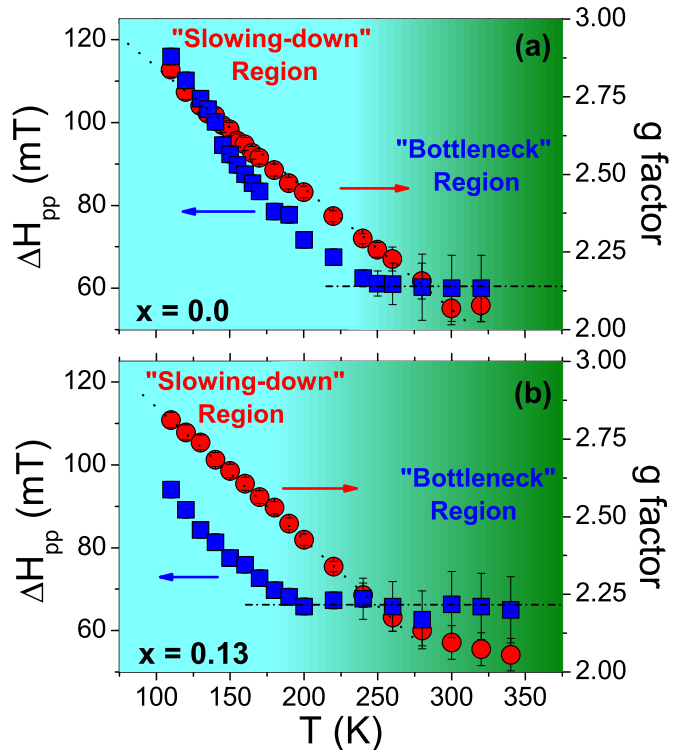 3.00
"Slowing-down" (a)
Region
120
2.75
100
ΔHpp (mT)
g factor
"Bottleneck"
Region
2.50
80
2.25
60
x = 0.0
2.00
3.00
"Slowing-down" (b)
Region
120
2.75
100
ΔHpp (mT)
g factor
"Bottleneck"
Region
2.50
80
2.25
60
x = 0.13
2.00
100 150 200 250 300 350
T (K)